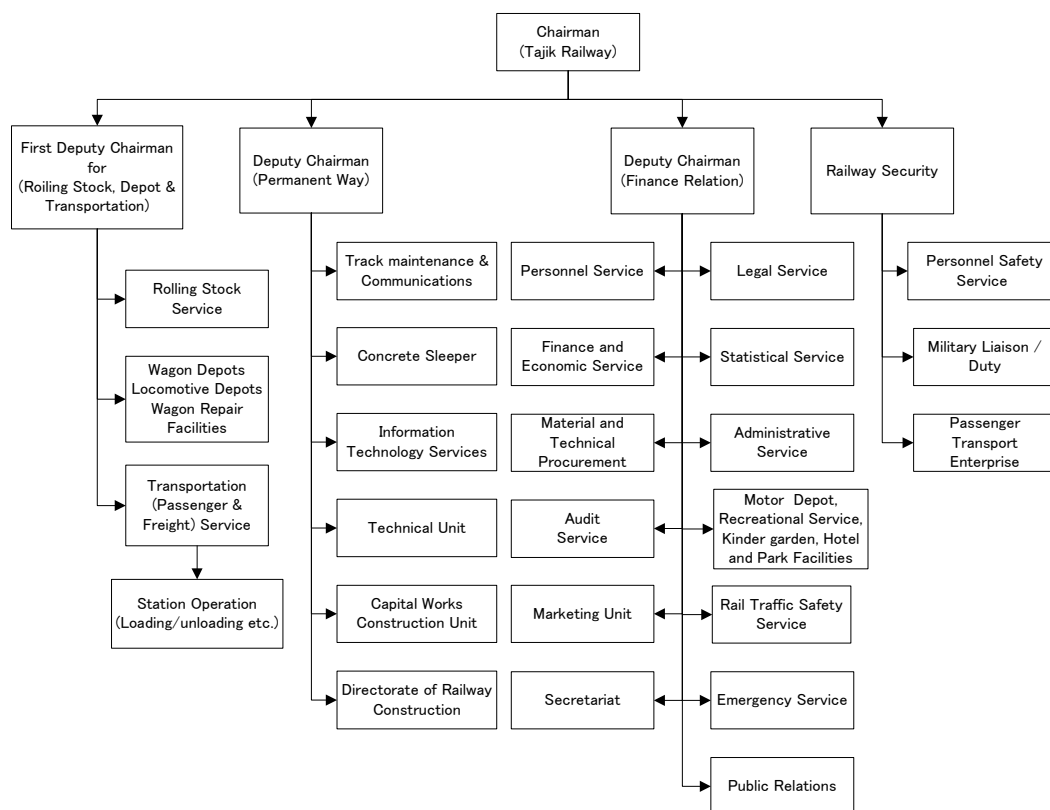 Chairman
(Tajik Railway)
First Deputy Chairman
for
(Roiling Stock, Depot &
Transportation)
Deputy Chairman
(Permanent Way)
Deputy Chairman
(Finance Relation)
Railway Security
Rolling Stock
Service
Wagon Depots
Locomotive Depots
Wagon Repair
Facilities
Transportation
(Passenger &
Freight) Service
Station Operation
(Loading/unloading etc.)
Track maintenance &
Communications
Concrete Sleeper
Information
Technology Services
Technical Unit
Capital Works
Construction Unit
Directorate of Railway
Construction
Personnel Service
Finance and
Economic Service
Material and
Technical
Procurement
Audit
Service
Marketing Unit
Secretariat
Legal Service
Statistical Service
Administrative
Service
Motor Depot,
Recreational Service,
Kinder garden, Hotel
and Park Facilities
Rail Traffic Safety
Service
Emergency Service
Public Relations
Personnel Safety
Service
Military Liaison /
Duty
Passenger
Transport
Enterprise